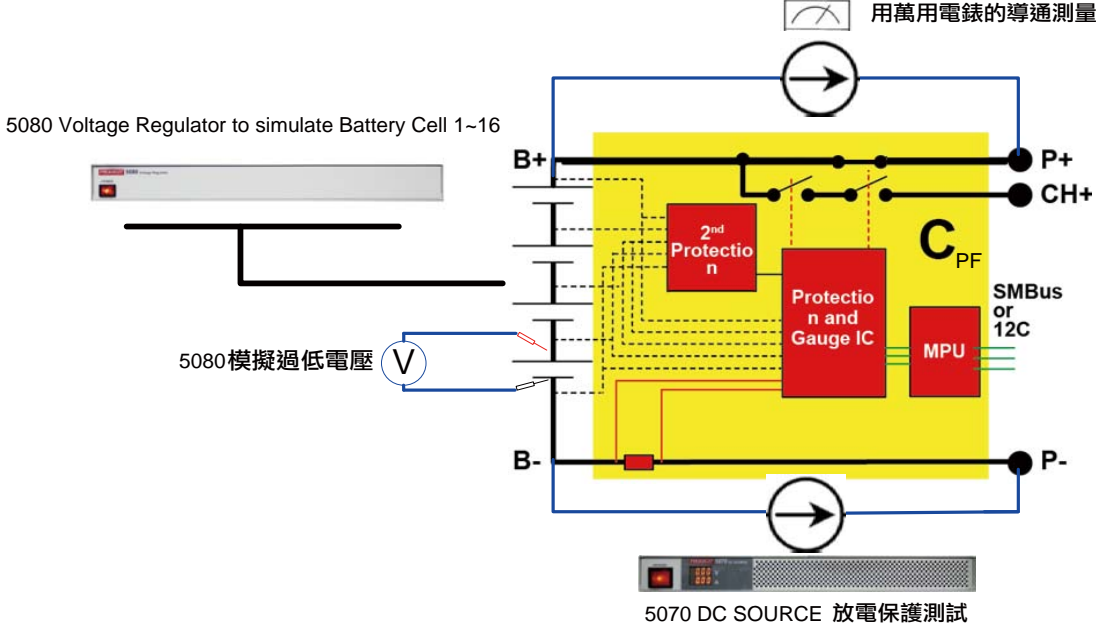 用萬用電錶的導通測量
5080 Voltage Regulator to simulate Battery Cell 1~16
5080
B+
P+
CH+
2nd
Protectio
n
C
PF
Protectio
n and
Gauge IC
SMBus
or
12C
MPU
5080模擬過低電壓
V
B-
P-
5070 DC SOURCE 放電保護測試